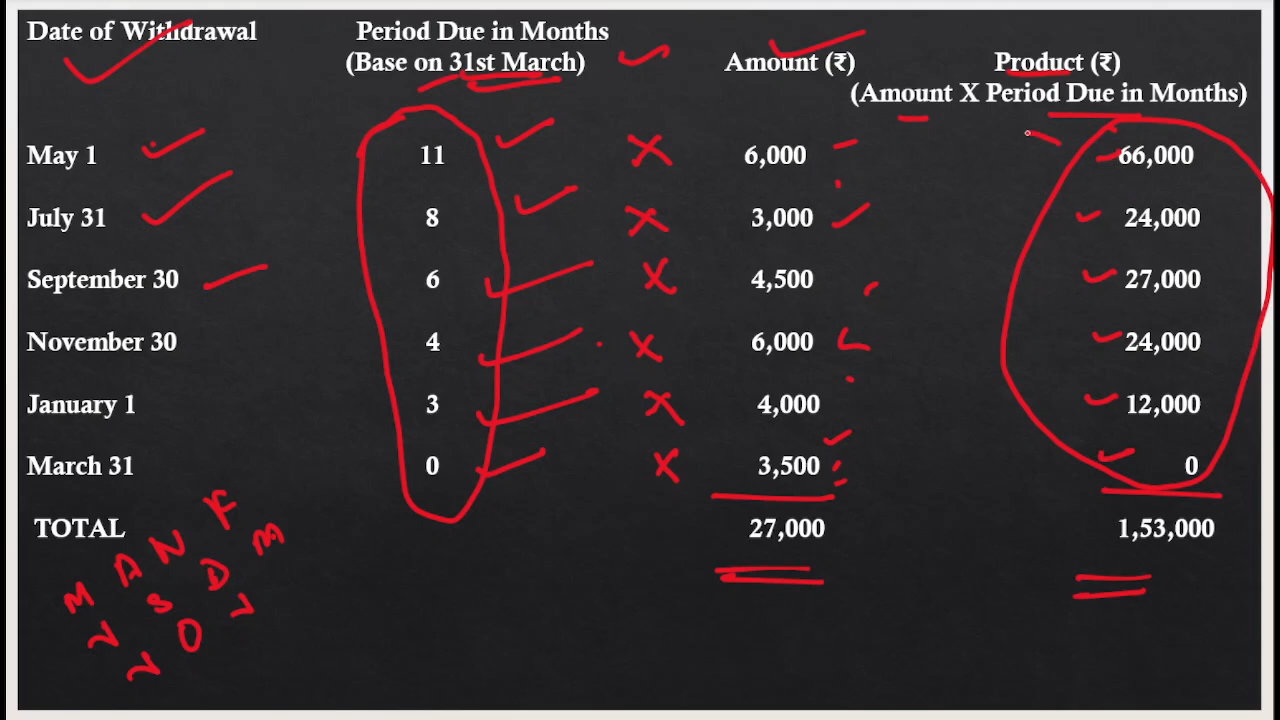 Date of Withdrawal Period Due in Months (Base on 31st March) Amount (₹) Product (₹) (Amount X Period Due in Months)
May 1 11 × 6,000 66,000
July 31 8 × 3,000 24,000
September 30 6 × 4,500 27,000
November 30 4 × 6,000 24,000
January 1 3 × 4,000 12,000
March 31 0 × 3,500 0
TOTAL 27,000 1,53,000
M A N F
J S D M
J O J